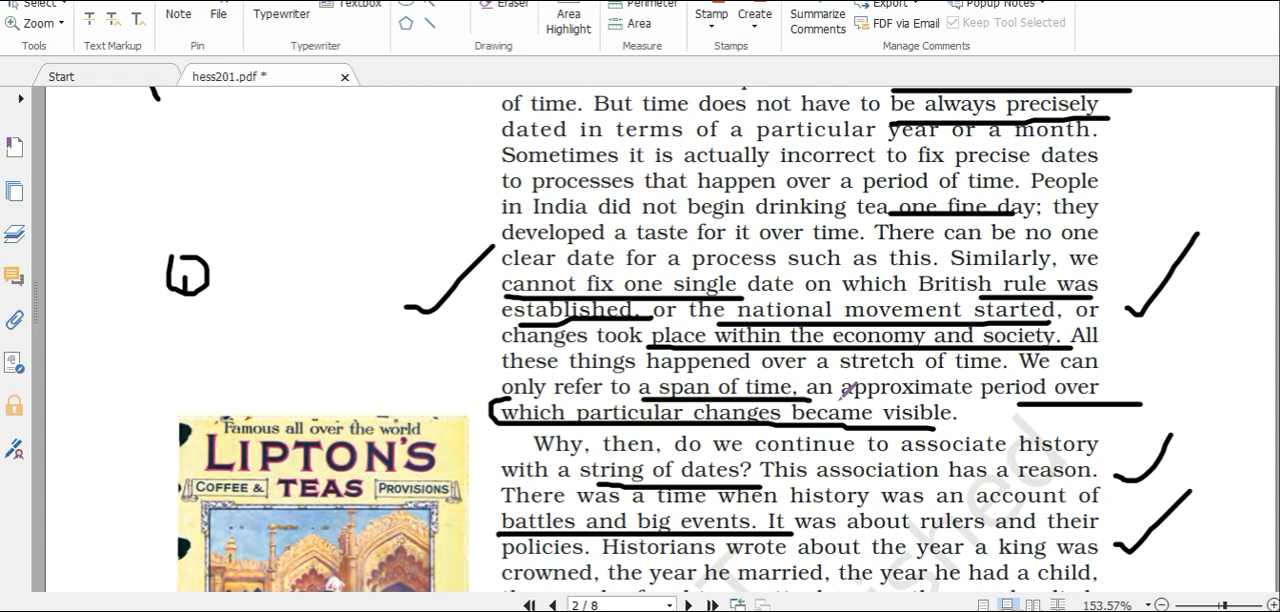 Select
Zoom
Tools
Text Markup
Note
File
Pin
Typewriter
Textbox
Typewriter
Eraser
Drawing
Area
Highlight
Perimeter
Area
Measure
Stamp
Create
Stamps
Summarize
Comments
Export
Popup Notes
FDF via Email
Keep Tool Selected
Manage Comments
Start
hess201.pdf *
of time. But time does not have to be always precisely
dated in terms of a particular year or a month.
Sometimes it is actually incorrect to fix precise dates
to processes that happen over a period of time. People
in India did not begin drinking tea one fine day; they
developed a taste for it over time. There can be no one
clear date for a process such as this. Similarly, we
cannot fix one single date on which British rule was
established, or the national movement started, or
changes took place within the economy and society. All
these things happened over a stretch of time. We can
only refer to a span of time, an approximate period over
which particular changes became visible.
Why, then, do we continue to associate history
with a string of dates? This association has a reason.
There was a time when history was an account of
battles and big events. It was about rulers and their
policies. Historians wrote about the year a king was
crowned, the year he married, the year he had a child,
Famous all over the world
LIPTON'S
COFFEE & TEAS PROVISIONS
2 / 8
153.57%